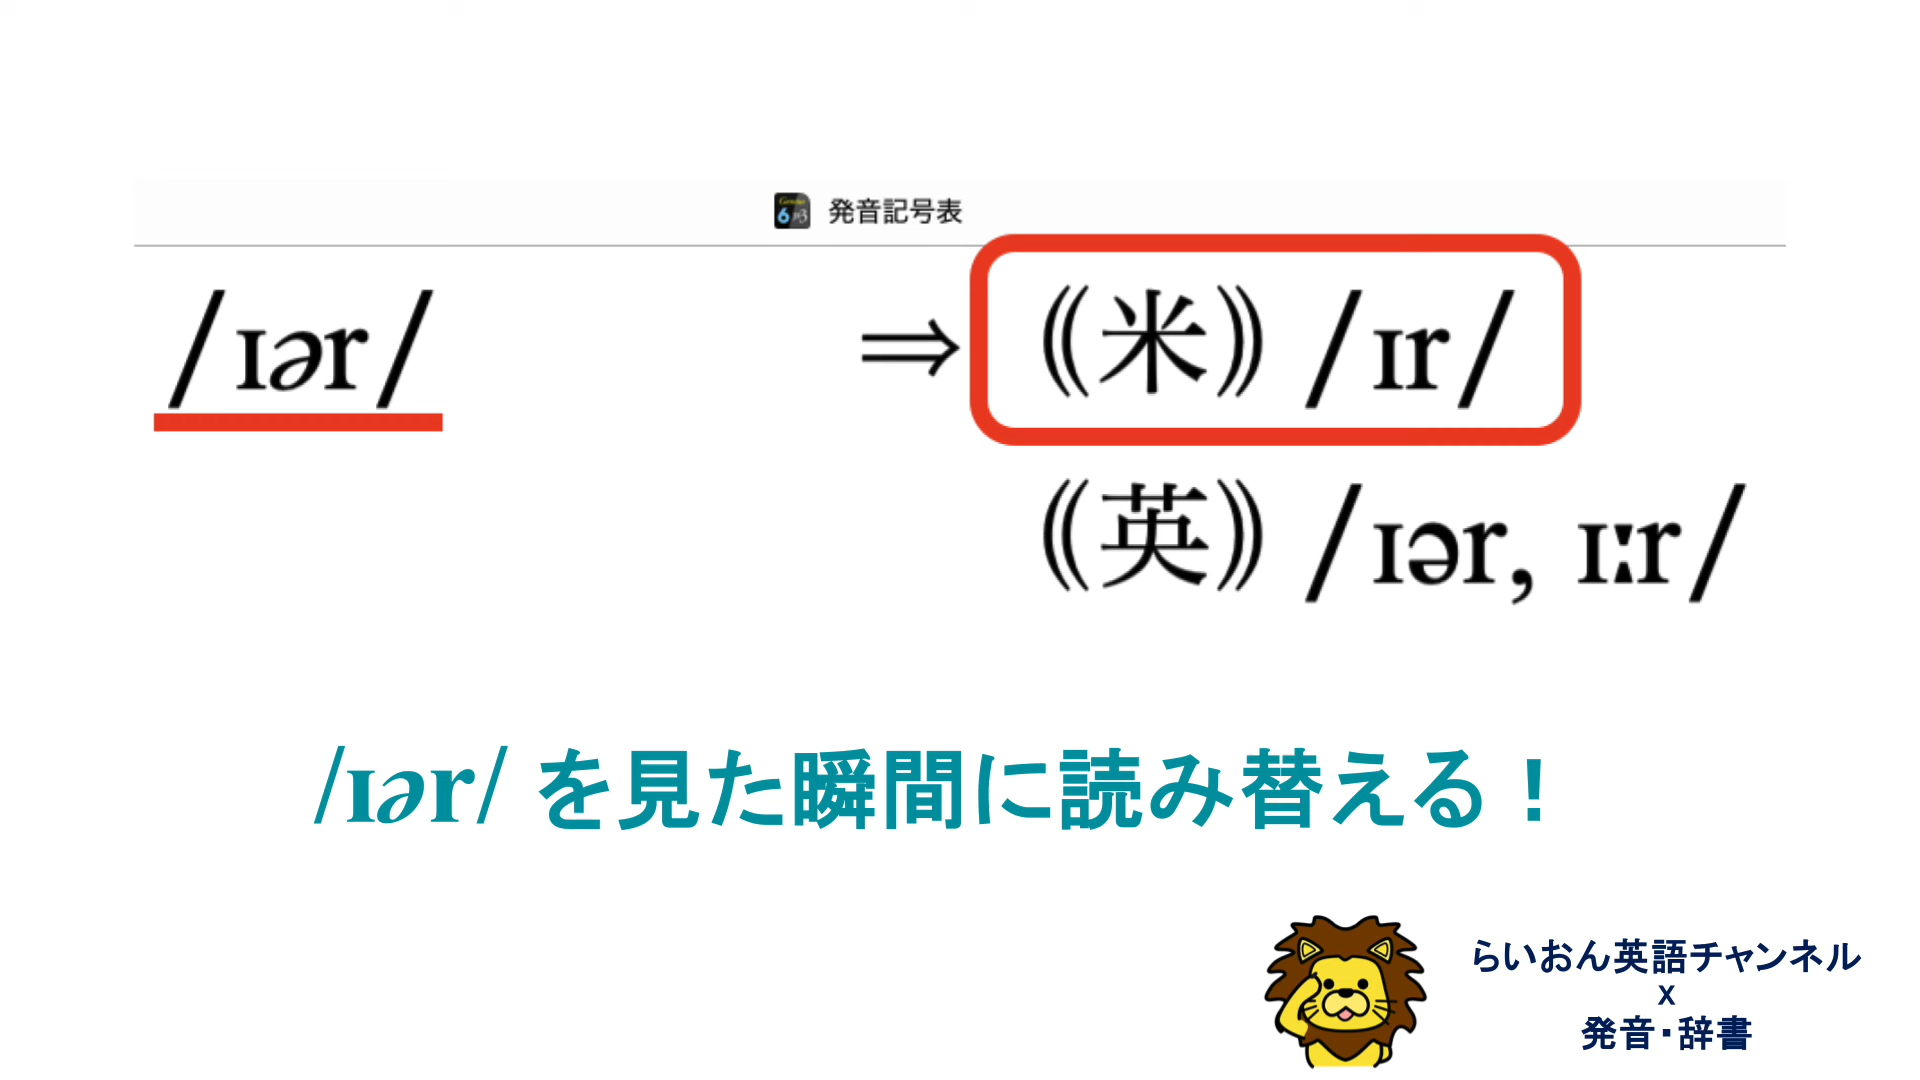 発音記号表
/ɪər/ ⇒ 《米》 /ɪr/
《英》 /ɪər, ɪːr/
/ɪər/ を見た瞬間に読み替える！
らいおん英語チャンネル
x
発音・辞書